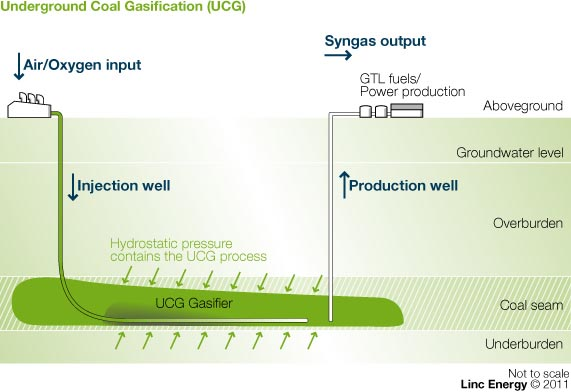 Underground Coal Gasification (UCG)
Syngas output
Air/Oxygen input
GTL fuels/
Power production
Aboveground
Groundwater level
Injection well
Production well
Overburden
Hydrostatic pressure
contains the UCG process
UCG Gasifier
Coal seam
Underburden
Not to scale
Linc Energy © 2011